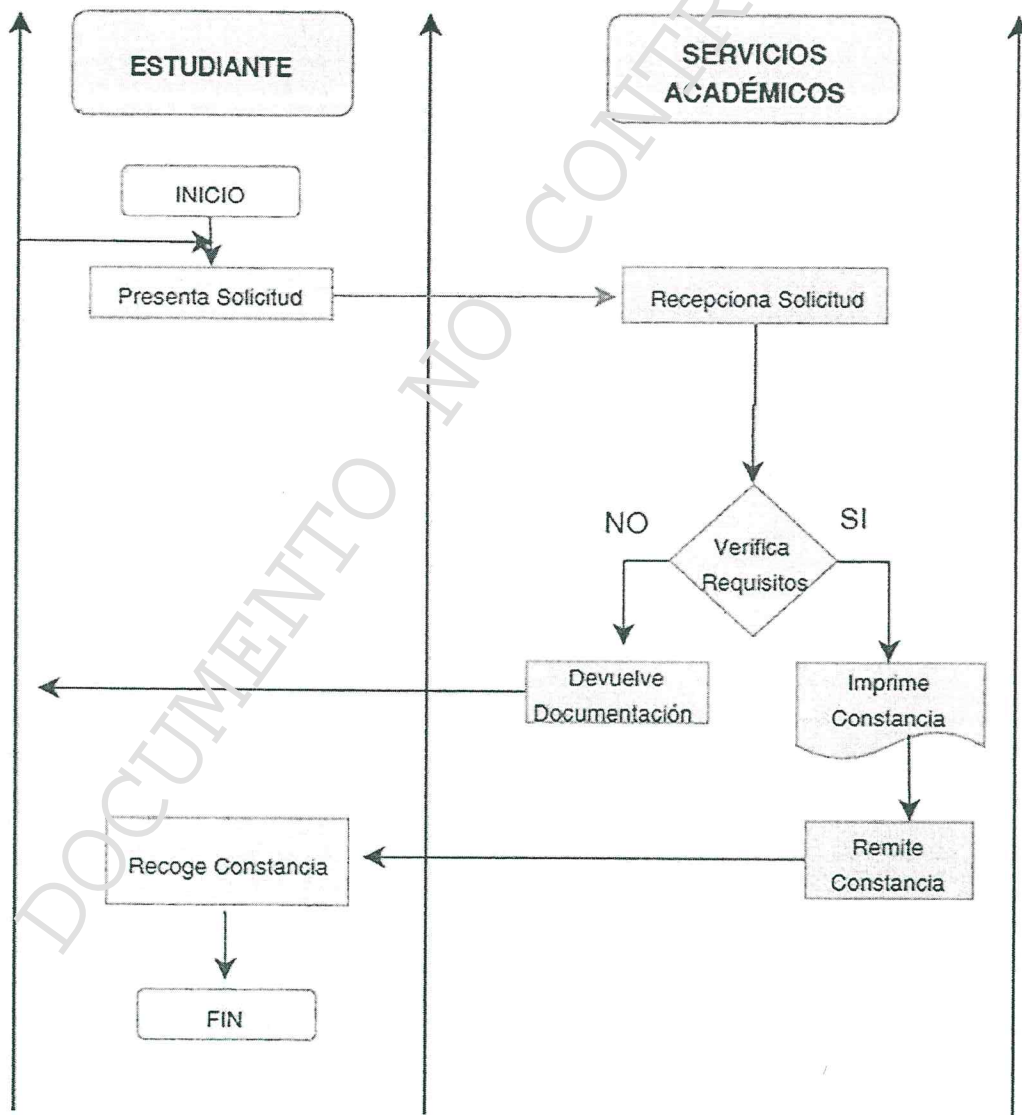 ESTUDIANTE
SERVICIOS
ACADÉMICOS
INICIO
Presenta Solicitud
Recepciona Solicitud
NO
SI
Verifica
Requisitos
Devuelve
Documentación
Imprime
Constancia
Recoge Constancia
Remite
Constancia
FIN
DOCUMENTO NO CONTR